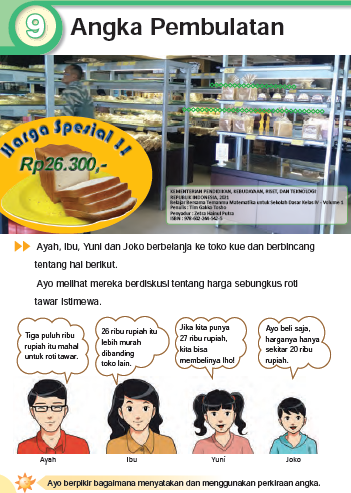 9 Angka Pembulatan
Harga Spesial !!
Rp26.300,-
KEMENTERIAN PENDIDIKAN, KEBUDAYAAN, RISET, DAN TEKNOLOGI
REPUBLIK INDONESIA, 2021
Belajar Bersama Temanmu Matematika untuk Sekolah Dasar Kelas IV - Volume 1
Penulis : Tim Gakko Tosho
Penyadur : Zetra Hainul Putra
ISBN : 978-602-244-542-5
Ayah, Ibu, Yuni dan Joko berbelanja ke toko kue dan berbincang
tentang hal berikut.
Ayo melihat mereka berdiskusi tentang harga sebungkus roti
tawar istimewa.
Tiga puluh ribu
rupiah itu mahal
untuk roti tawar.
26 ribu rupiah itu
lebih murah
dibanding
toko lain.
Jika kita punya
27 ribu rupiah,
kita bisa
membelinya lho!
Ayo beli saja,
harganya hanya
sekitar 20 ribu
rupiah.
Ayah
Ibu
Yuni
Joko
Ayo berpikir bagaimana menyatakan dan menggunakan perkiraan angka.